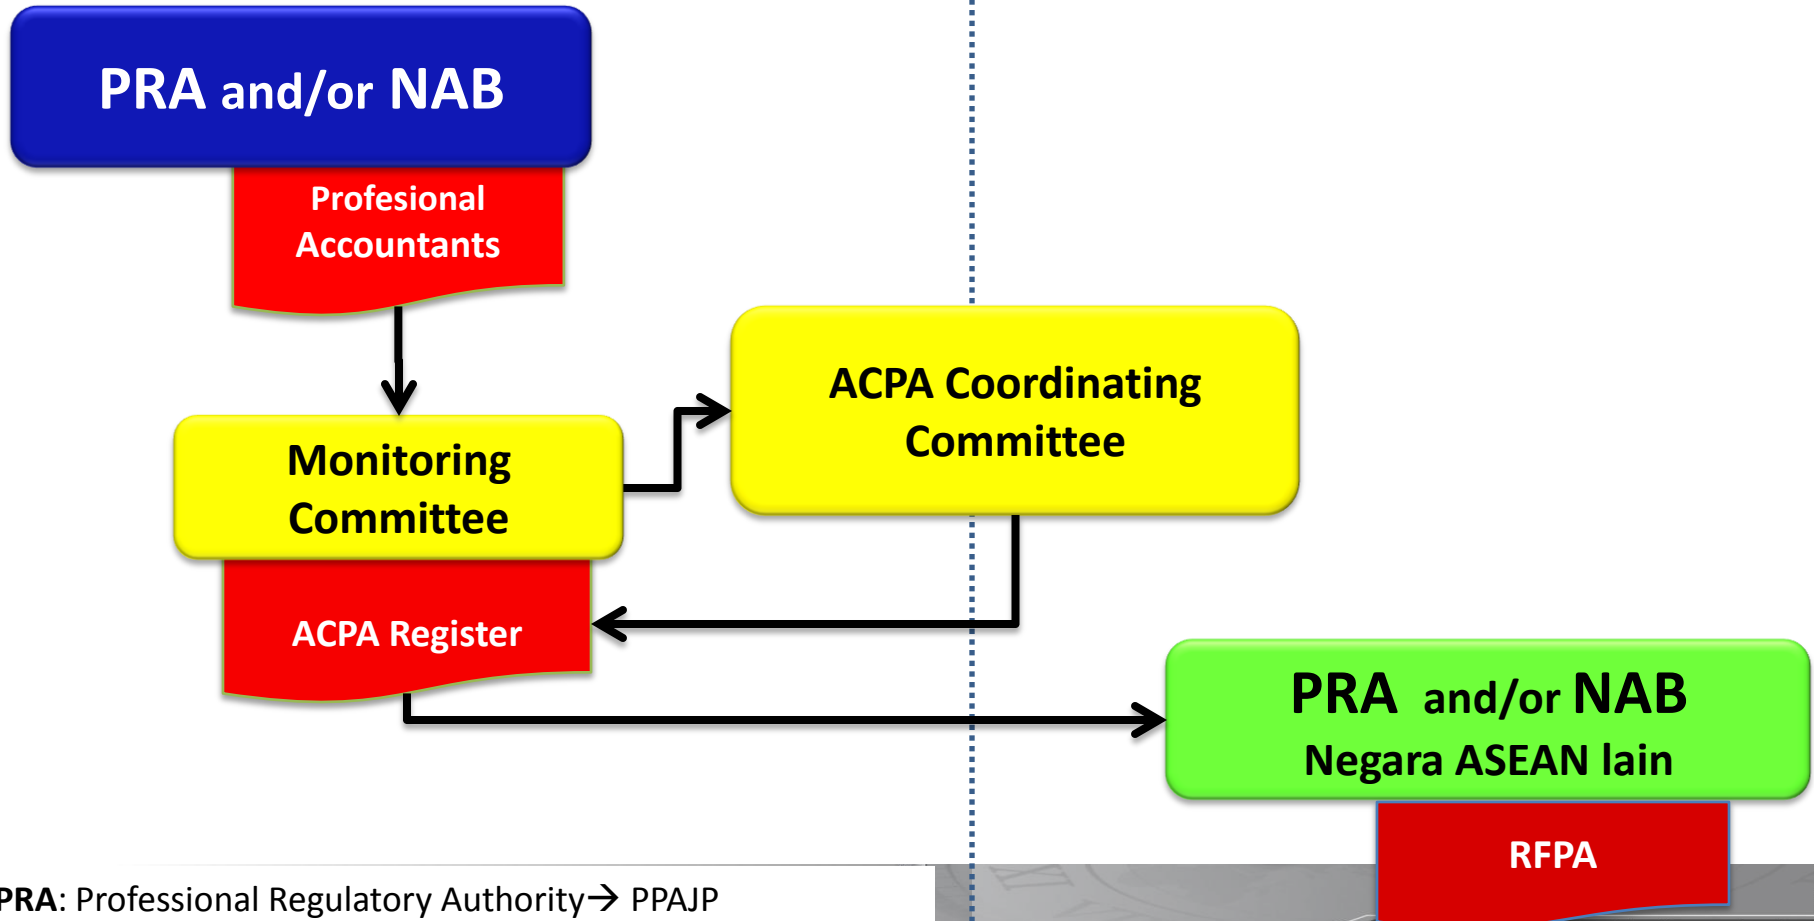 PRA and/or NAB
Profesional
Accountants
Monitoring
Committee
ACPA Coordinating
Committee
ACPA Register
PRA and/or NAB
Negara ASEAN lain
RFPA
PRA: Professional Regulatory Authority→ PPAJP